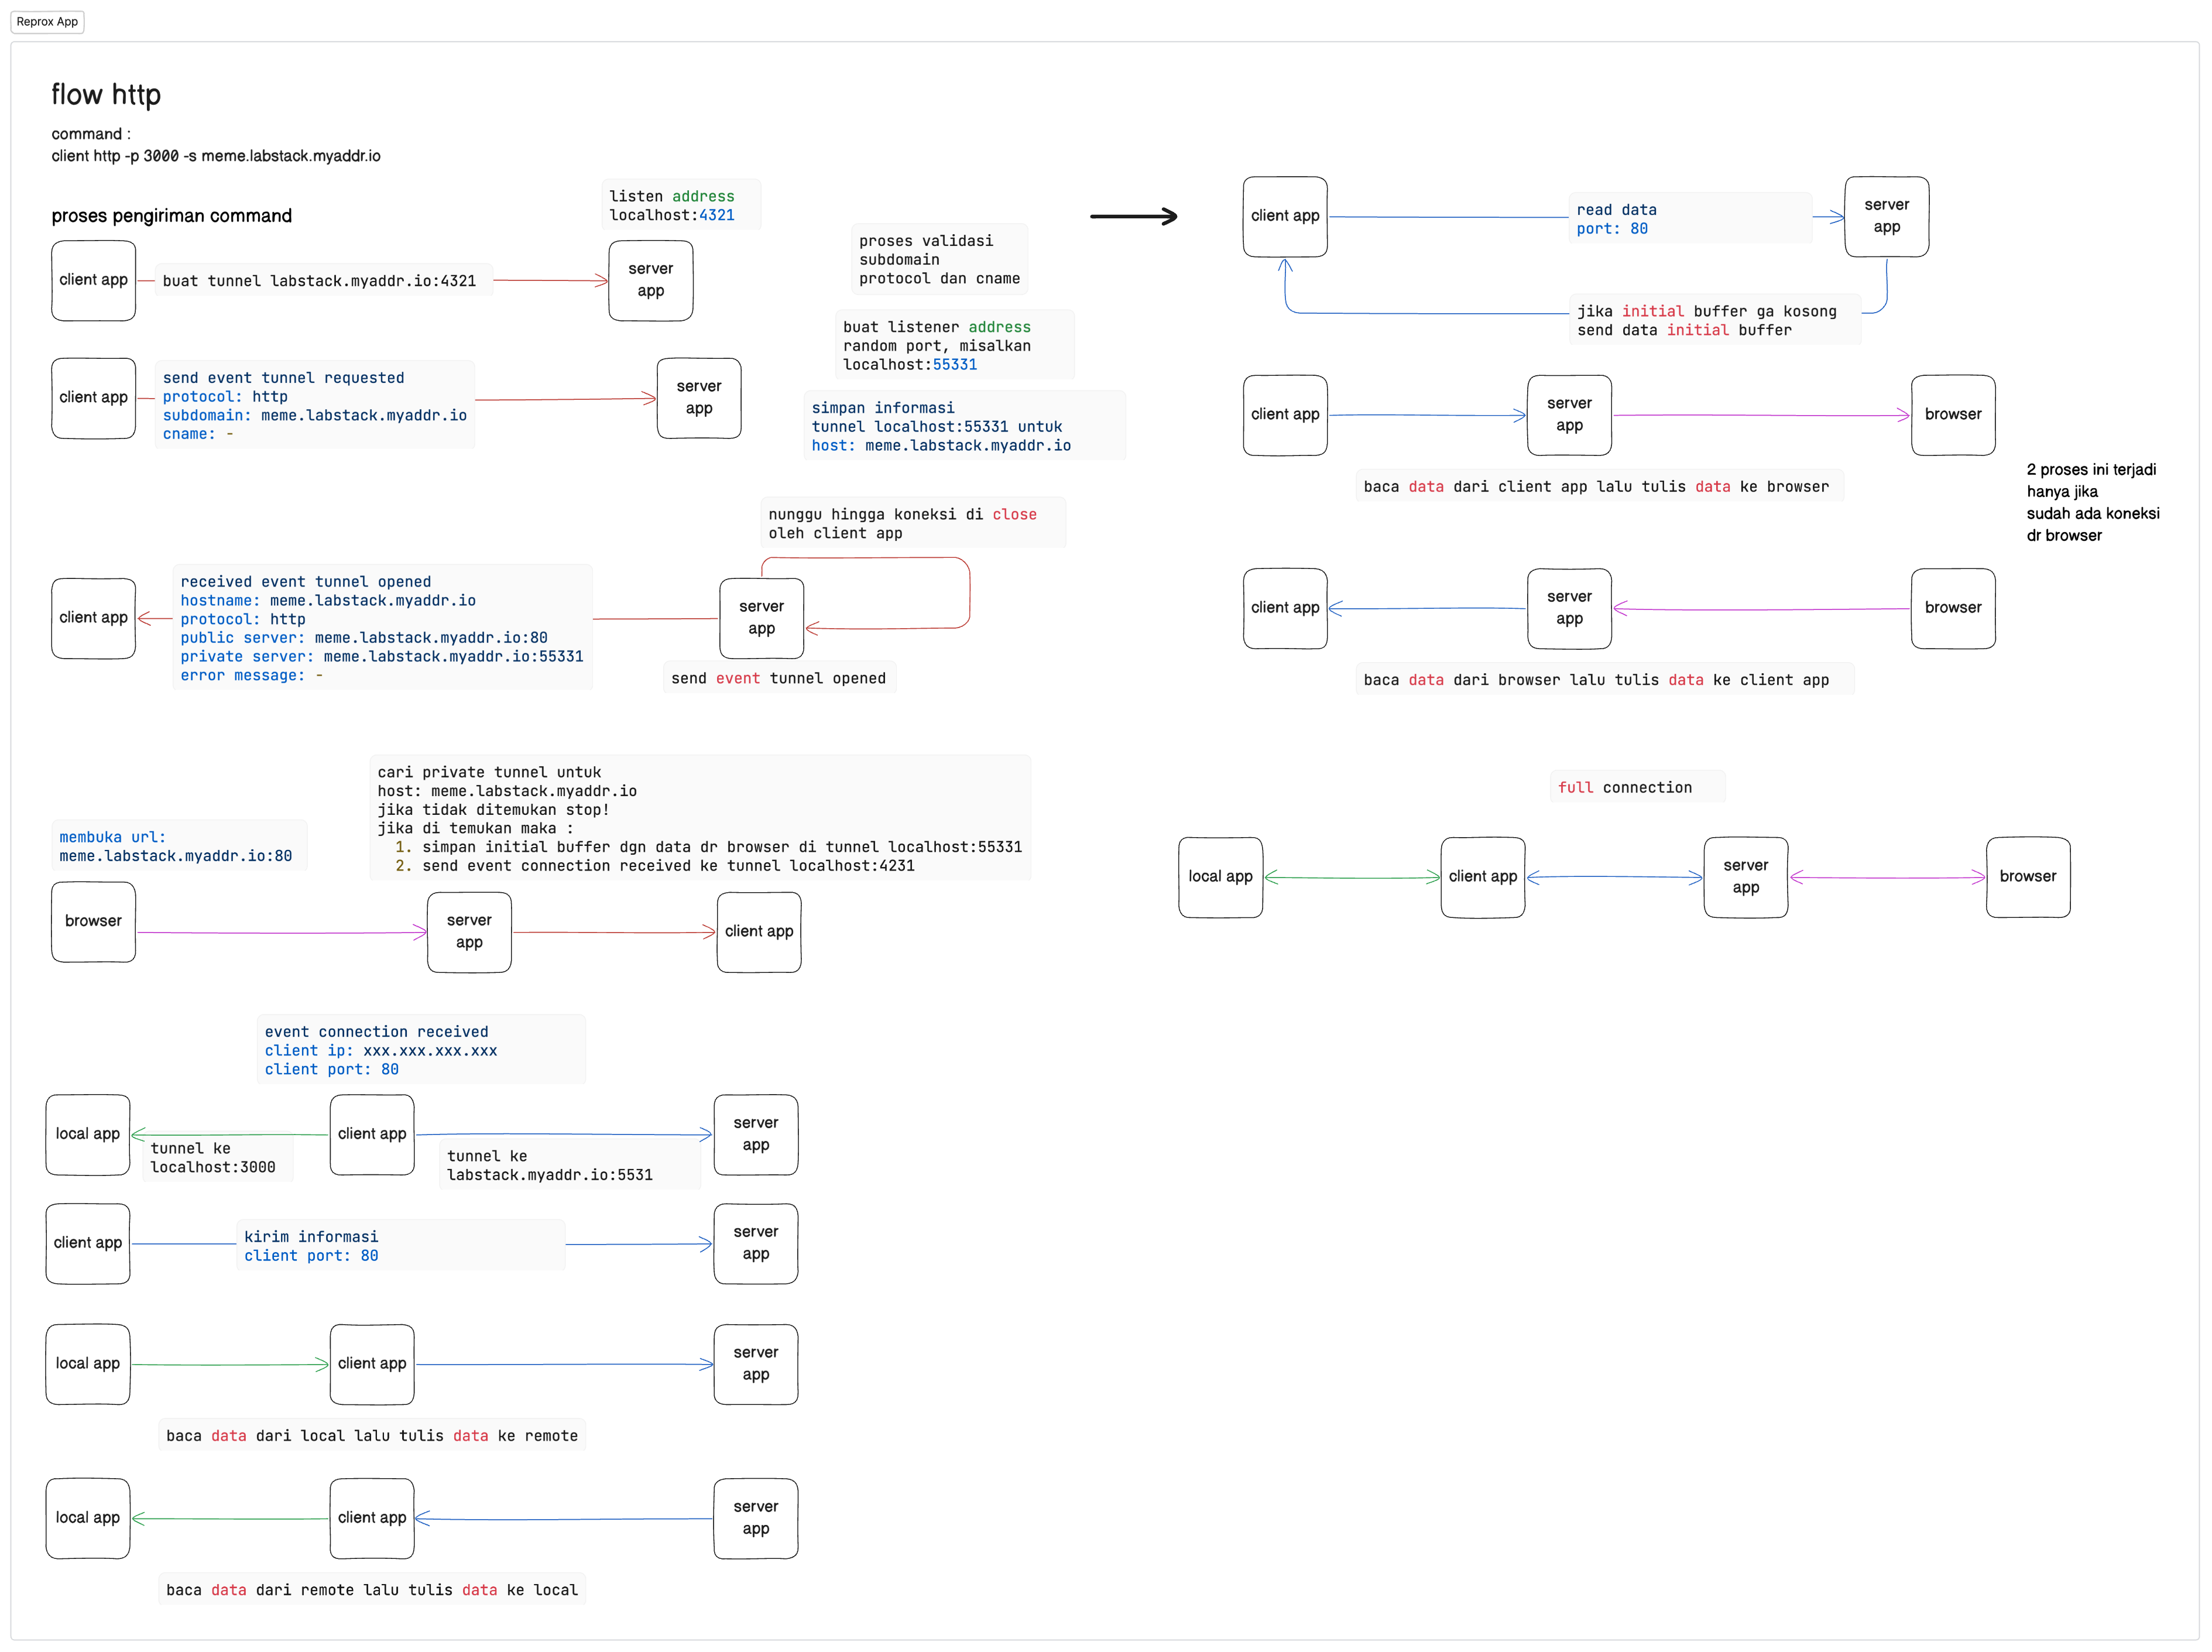 Reprox App
flow http
command :
client http -p 3000 -s meme.labstack.myaddr.io
proses pengiriman command
listen address
localhost:4321
client app
buat tunnel labstack.myaddr.io:4321
server
app
proses validasi
subdomain
protocol dan cname
buat listener address
random port, misalkan
localhost:55331
client app
send event tunnel requested
protocol: http
subdomain: meme.labstack.myaddr.io
cname: -
server
app
simpan informasi
tunnel localhost:55331 untuk
host: meme.labstack.myaddr.io
nunggu hingga koneksi di close
oleh client app
client app
received event tunnel opened
hostname: meme.labstack.myaddr.io
protocol: http
public server: meme.labstack.myaddr.io:80
private server: meme.labstack.myaddr.io:55331
error message: -
server
app
send event tunnel opened
cari private tunnel untuk
host: meme.labstack.myaddr.io
jika tidak ditemukan stop!
jika di temukan maka :
1. simpan initial buffer dgn data dr browser di tunnel localhost:55331
2. send event connection received ke tunnel localhost:4231
membuka url:
meme.labstack.myaddr.io:80
browser
server
app
client app
event connection received
client ip: xxx.xxx.xxx.xxx
client port: 80
local app
tunnel ke
localhost:3000
client app
tunnel ke
labstack.myaddr.io:5531
server
app
client app
kirim informasi
client port: 80
server
app
local app
client app
server
app
baca data dari local lalu tulis data ke remote
local app
client app
server
app
baca data dari remote lalu tulis data ke local
client app
read data
port: 80
server
app
jika initial buffer ga kosong
send data initial buffer
client app
server
app
browser
baca data dari client app lalu tulis data ke browser
2 proses ini terjadi
hanya jika
sudah ada koneksi
dr browser
client app
server
app
browser
baca data dari browser lalu tulis data ke client app
full connection
local app
client app
server
app
browser